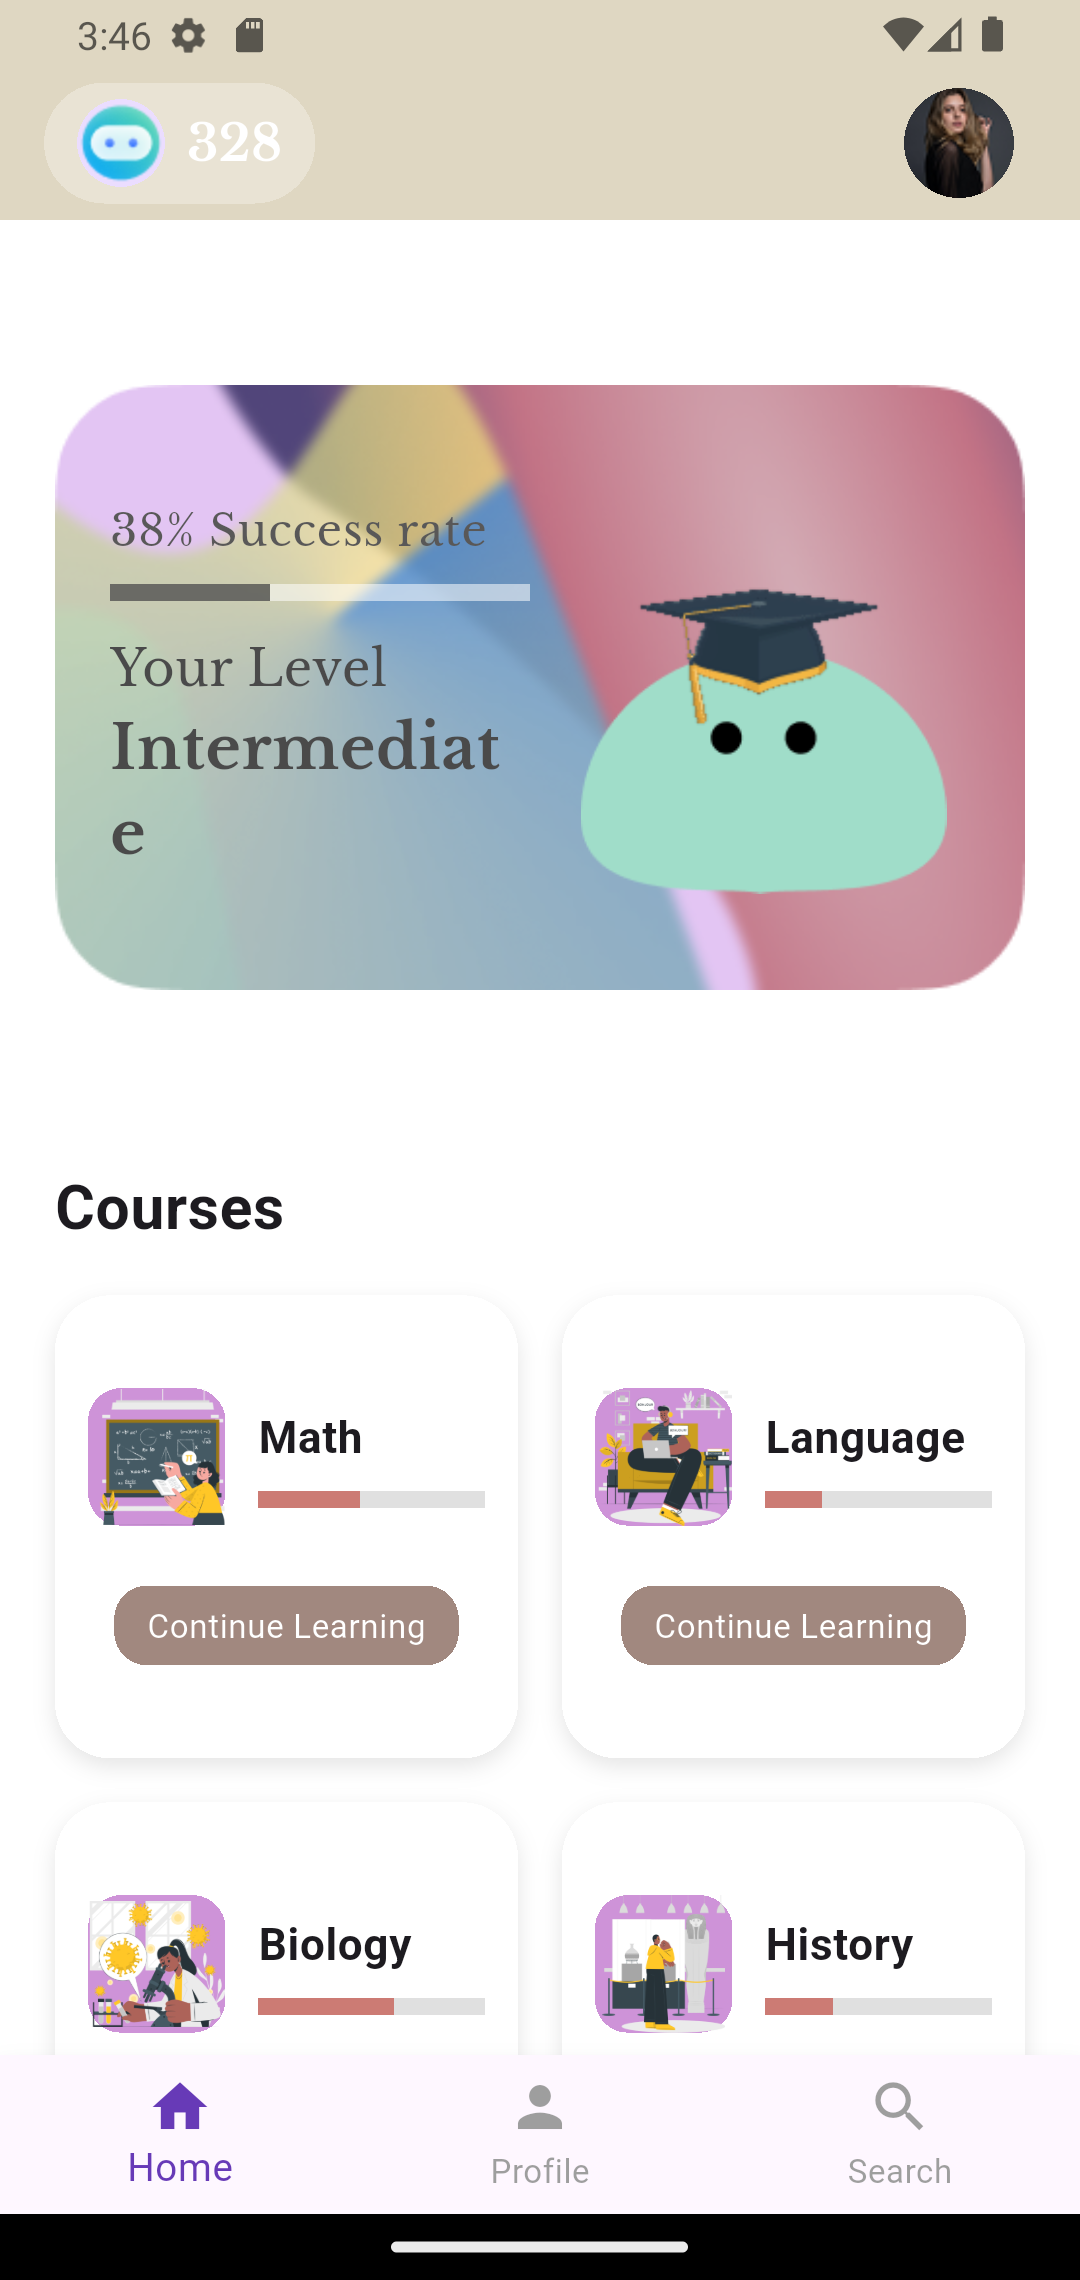 3:46
328
38% Success rate
Your Level
Intermediat
e
Courses
Math
Language
Continue Learning
Continue Learning
Biology
History
Home
Profile
Search